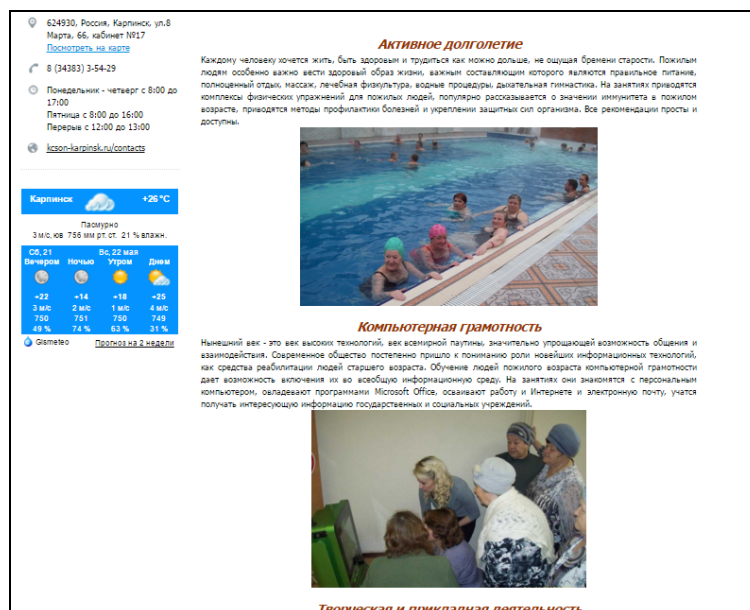 624930, Россия, Карпинск, ул.8
Марта, 66, кабинет №17
Посмотреть на карте
8 (34383) 3-54-29
Понедельник - четверг с 8:00 до
17:00
Пятница с 8:00 до 16:00
Перерыв с 12:00 до 13:00
kcson-karpinsk.ru/contacts
Карпинск +26 °C
Пасмурно
3 м/с, юв 756 мм рт. ст. 21 % влажн.
Сб, 21 Вс, 22 мая
Вечером Ночью Утром Днем
+22 +14 +18 +25
3 м/с 2 м/с 1 м/с 4 м/с
750 751 750 749
49 % 74 % 63 % 31 %
Gismeteo Прогноз на 2 недели
Активное долголетие
Каждому человеку хочется жить, быть здоровым и трудиться как можно дольше, не ощущая бремени старости. Пожилым
людям особенно важно вести здоровый образ жизни, важным составляющим которого являются правильное питание,
полноценный отдых, массаж, лечебная физкультура, водные процедуры, дыхательная гимнастика. На занятиях приводятся
комплексы физических упражнений для пожилых людей, популярно рассказывается о значении иммунитета в пожилом
возрасте, приводятся методы профилактики болезней и укреплении защитных сил организма. Все рекомендации просты и
доступны.
Компьютерная грамотность
Нынешний век - это век высоких технологий, век всемирной паутины, значительно упрощающей возможность общения и
взаимодействия. Современное общество постепенно пришло к пониманию роли новейших информационных технологий,
как средства реабилитации людей старшего возраста. Обучение людей пожилого возраста компьютерной грамотности
дает возможность включения их во всеобщую информационную среду. На занятиях они знакомятся с персональным
компьютером, овладевают программами Microsoft Office, осваивают работу и Интернете и электронную почту, учатся
получать интересующую информацию государственных и социальных учреждений.
Творческая и прикладная деятельность